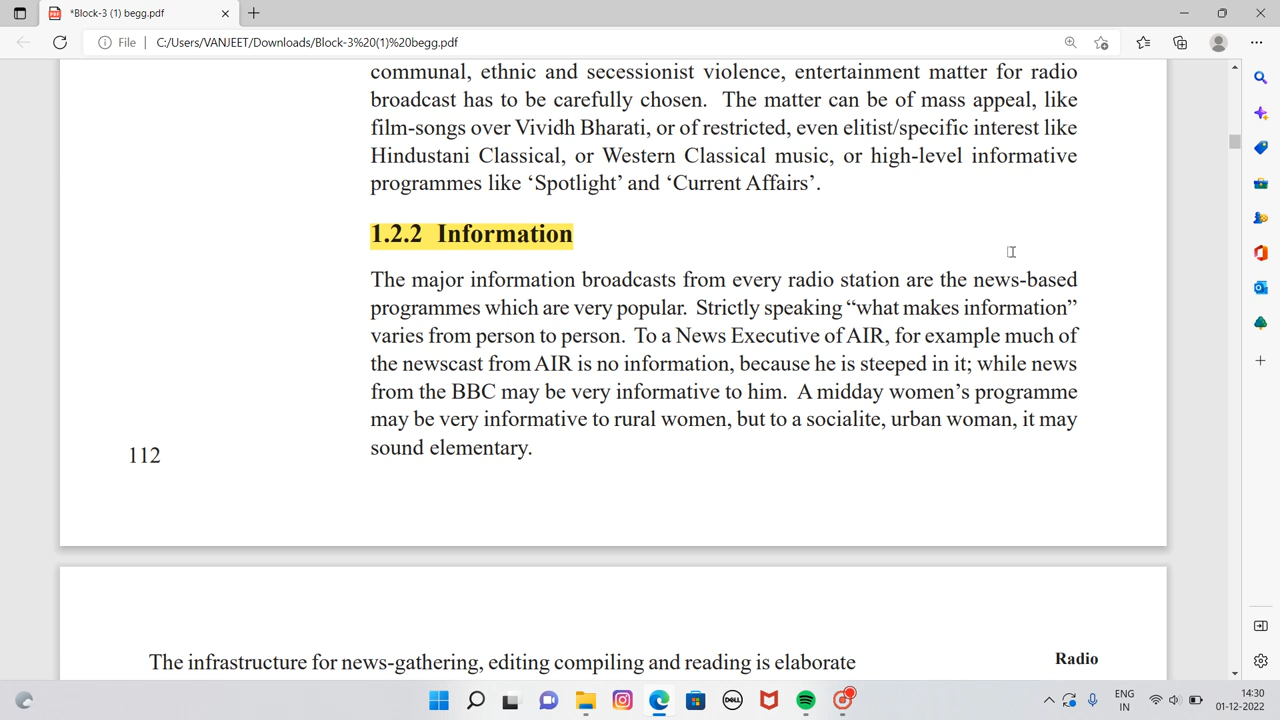 *Block-3 (1) begg.pdf
File
C:/Users/VANJEET/Downloads/Block-3%20(1)%20begg.pdf
communal, ethnic and secessionist violence, entertainment matter for radio
broadcast has to be carefully chosen. The matter can be of mass appeal, like
film-songs over Vividh Bharati, or of restricted, even elitist/specific interest like
Hindustani Classical, or Western Classical music, or high-level informative
programmes like ‘Spotlight’ and ‘Current Affairs’.
1.2.2 Information
The major information broadcasts from every radio station are the news-based
programmes which are very popular. Strictly speaking “what makes information”
varies from person to person. To a News Executive of AIR, for example much of
the newscast from AIR is no information, because he is steeped in it; while news
from the BBC may be very informative to him. A midday women’s programme
may be very informative to rural women, but to a socialite, urban woman, it may
sound elementary.
112
The infrastructure for news-gathering, editing compiling and reading is elaborate
Radio
DELL
ENG
IN
14:30
01-12-2022